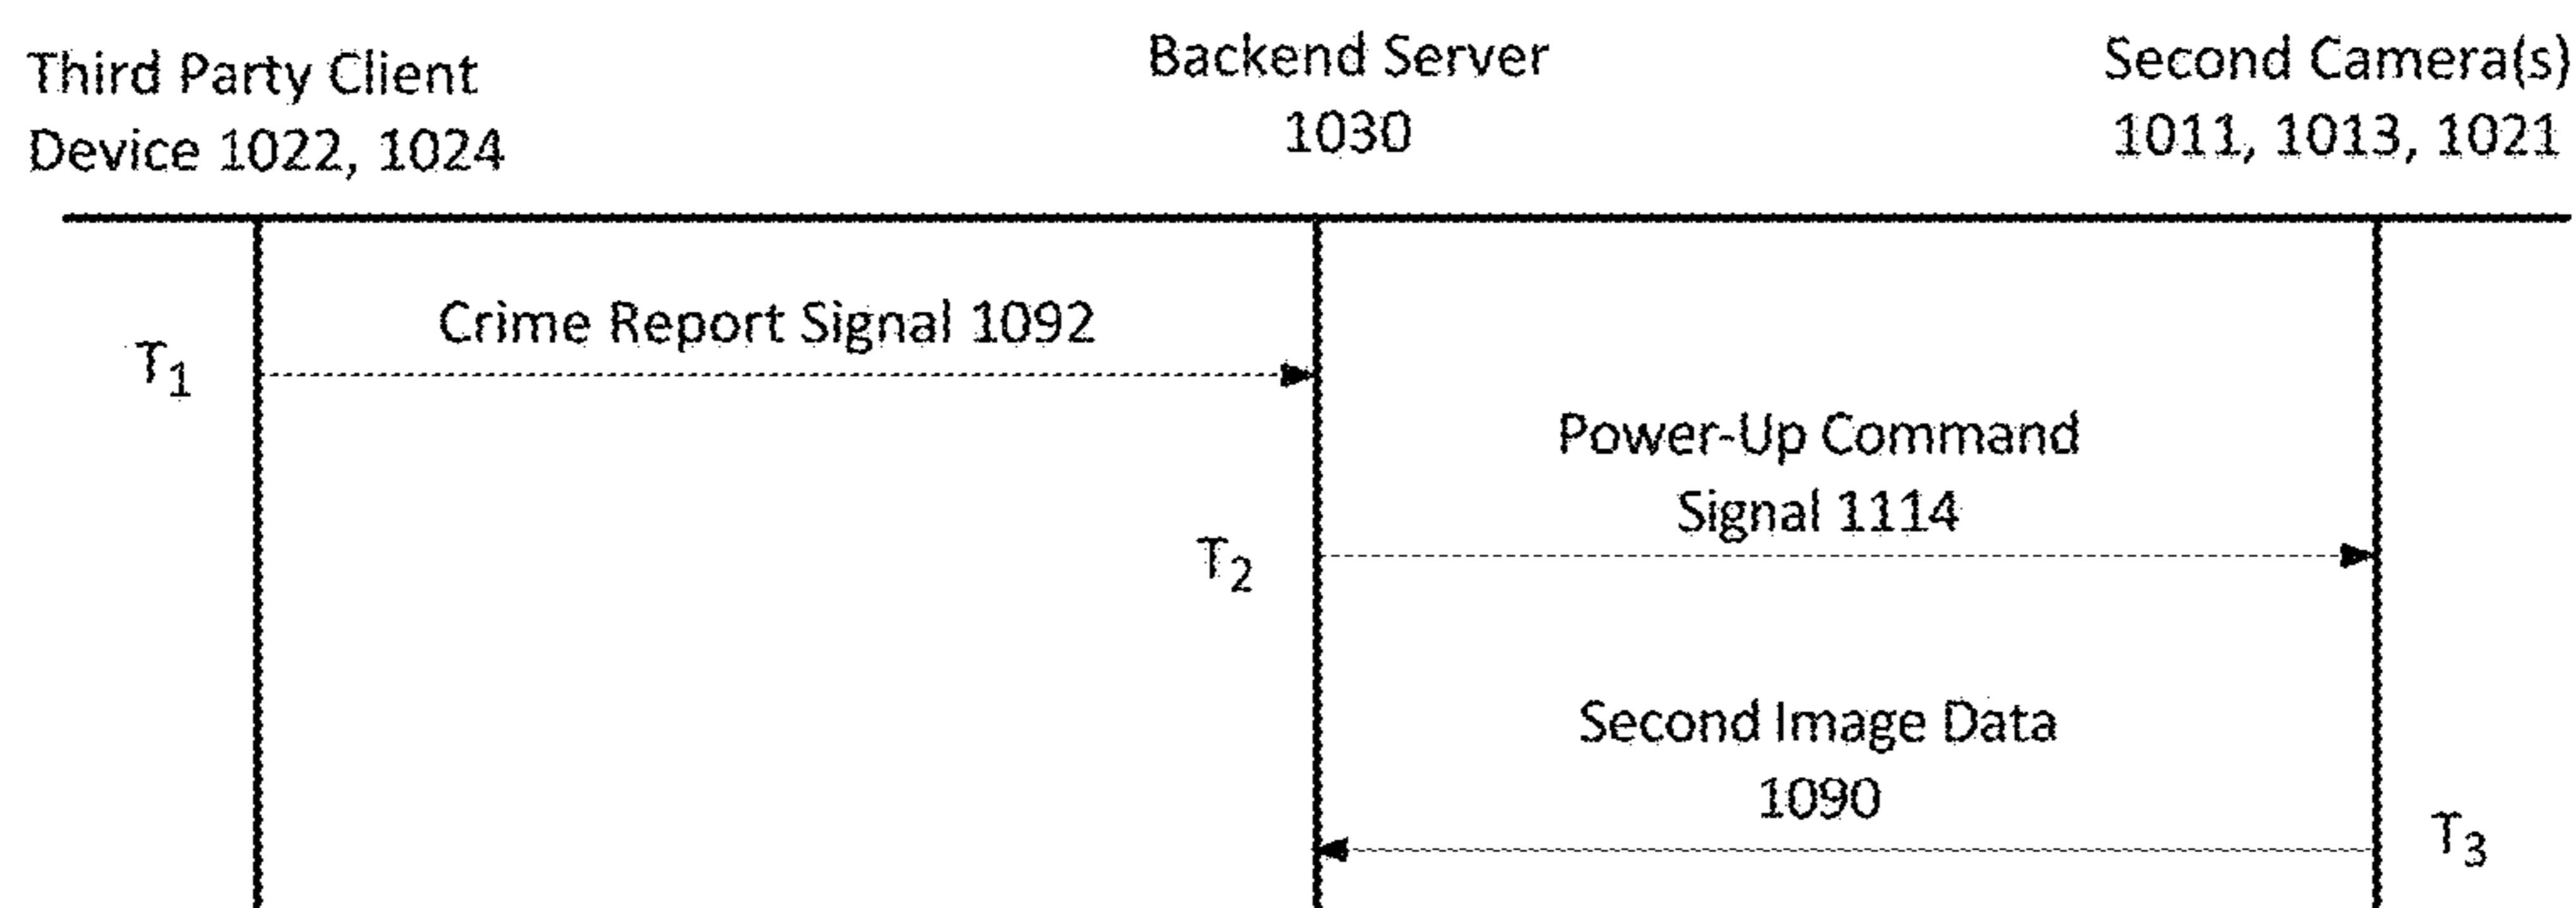 Third Party Client
Device 1022, 1024
Backend Server
1030
Second Camera(s)
1011, 1013, 1021
Crime Report Signal 1092
T1
Power-Up Command
Signal 1114
T2
Second Image Data
1090
T3